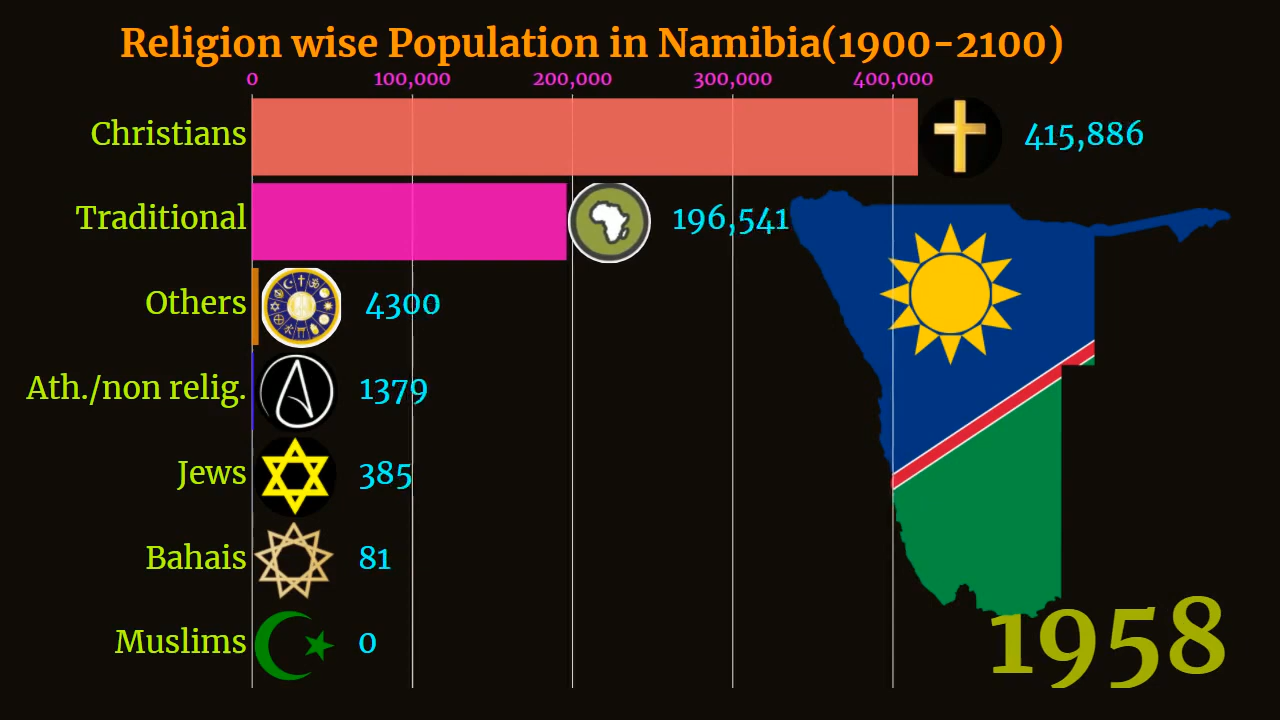 Religion wise Population in Namibia(1900-2100)
0 100,000 200,000 300,000 400,000
Christians 415,886
Traditional 196,541
Others 4300
Ath./non relig. 1379
Jews 385
Bahais 81
Muslims 0
1958